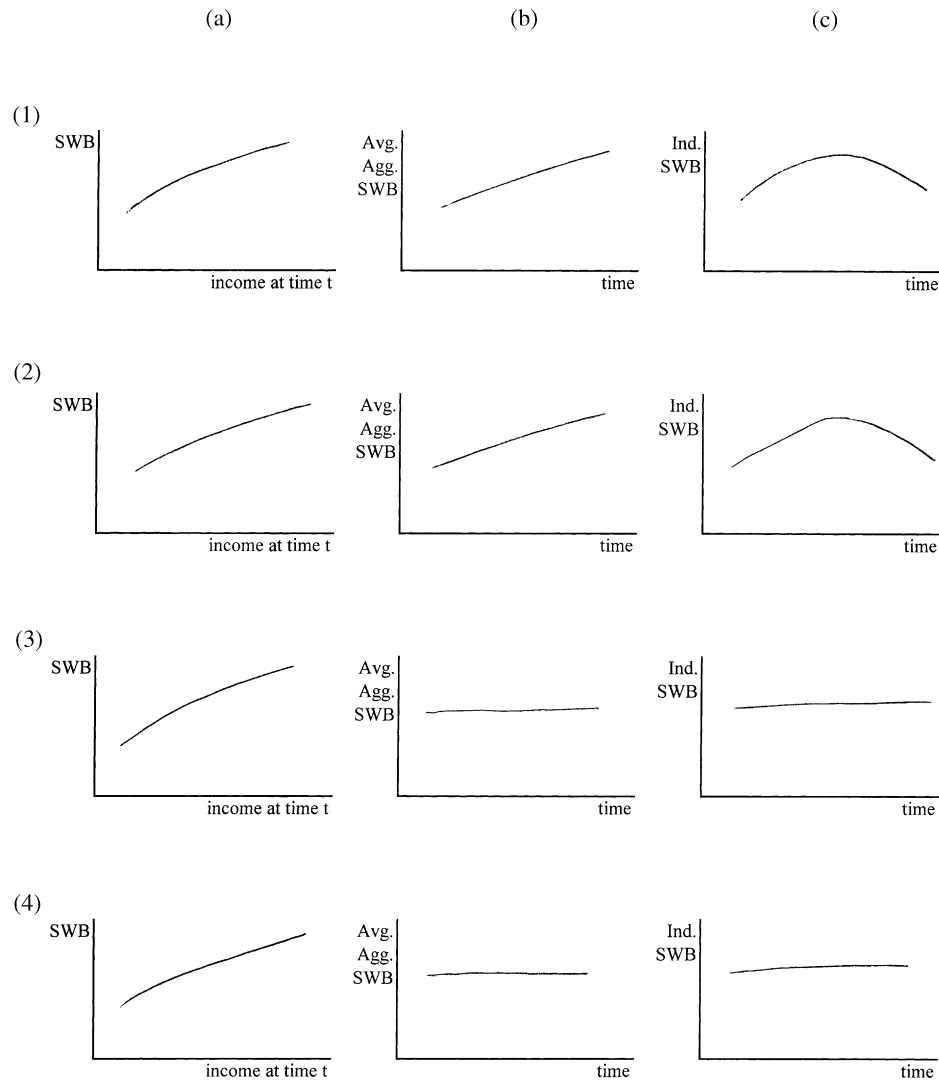 (a) (b) (c)
(1)
SWB
income at time t
Avg.
Agg.
SWB
time
Ind.
SWB
time
(2)
SWB
income at time t
Avg.
Agg.
SWB
time
Ind.
SWB
time
(3)
SWB
income at time t
Avg.
Agg.
SWB
time
Ind.
SWB
time
(4)
SWB
income at time t
Avg.
Agg.
SWB
time
Ind.
SWB
time